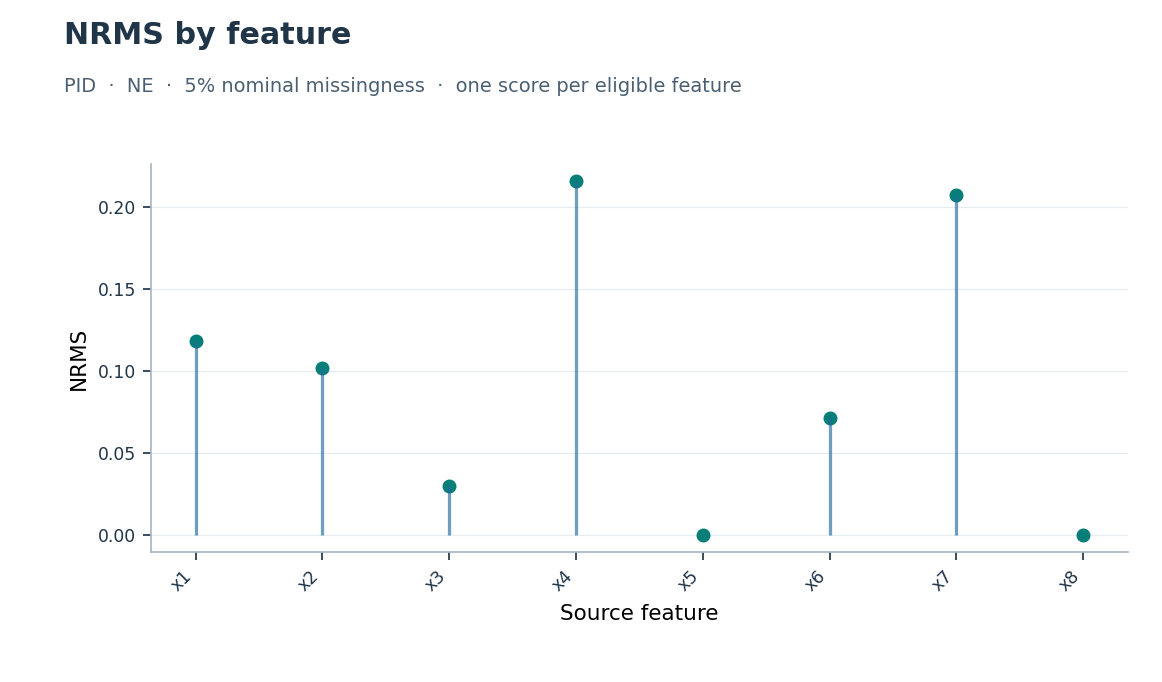 NRMS by feature
PID · NE · 5% nominal missingness · one score per eligible feature
0.20
0.15
0.10
0.05
0.00
NRMS
x1 x2 x3 x4 x5 x6 x7 x8
Source feature